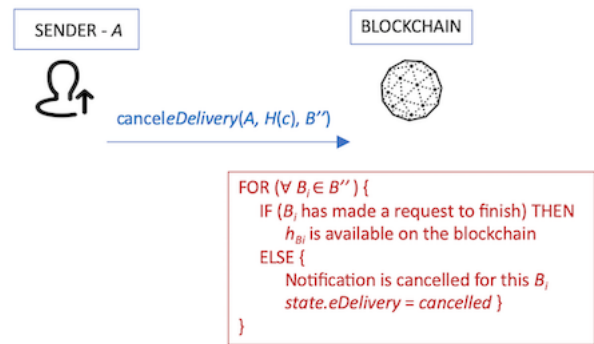 SENDER - A
BLOCKCHAIN
canceleDelivery(A, H(c), B’’)
FOR (∀ Bi ∈ B’’ ) {
IF (Bi has made a request to finish) THEN
hBi is available on the blockchain
ELSE {
Notification is cancelled for this Bi
state.eDelivery = cancelled }
}